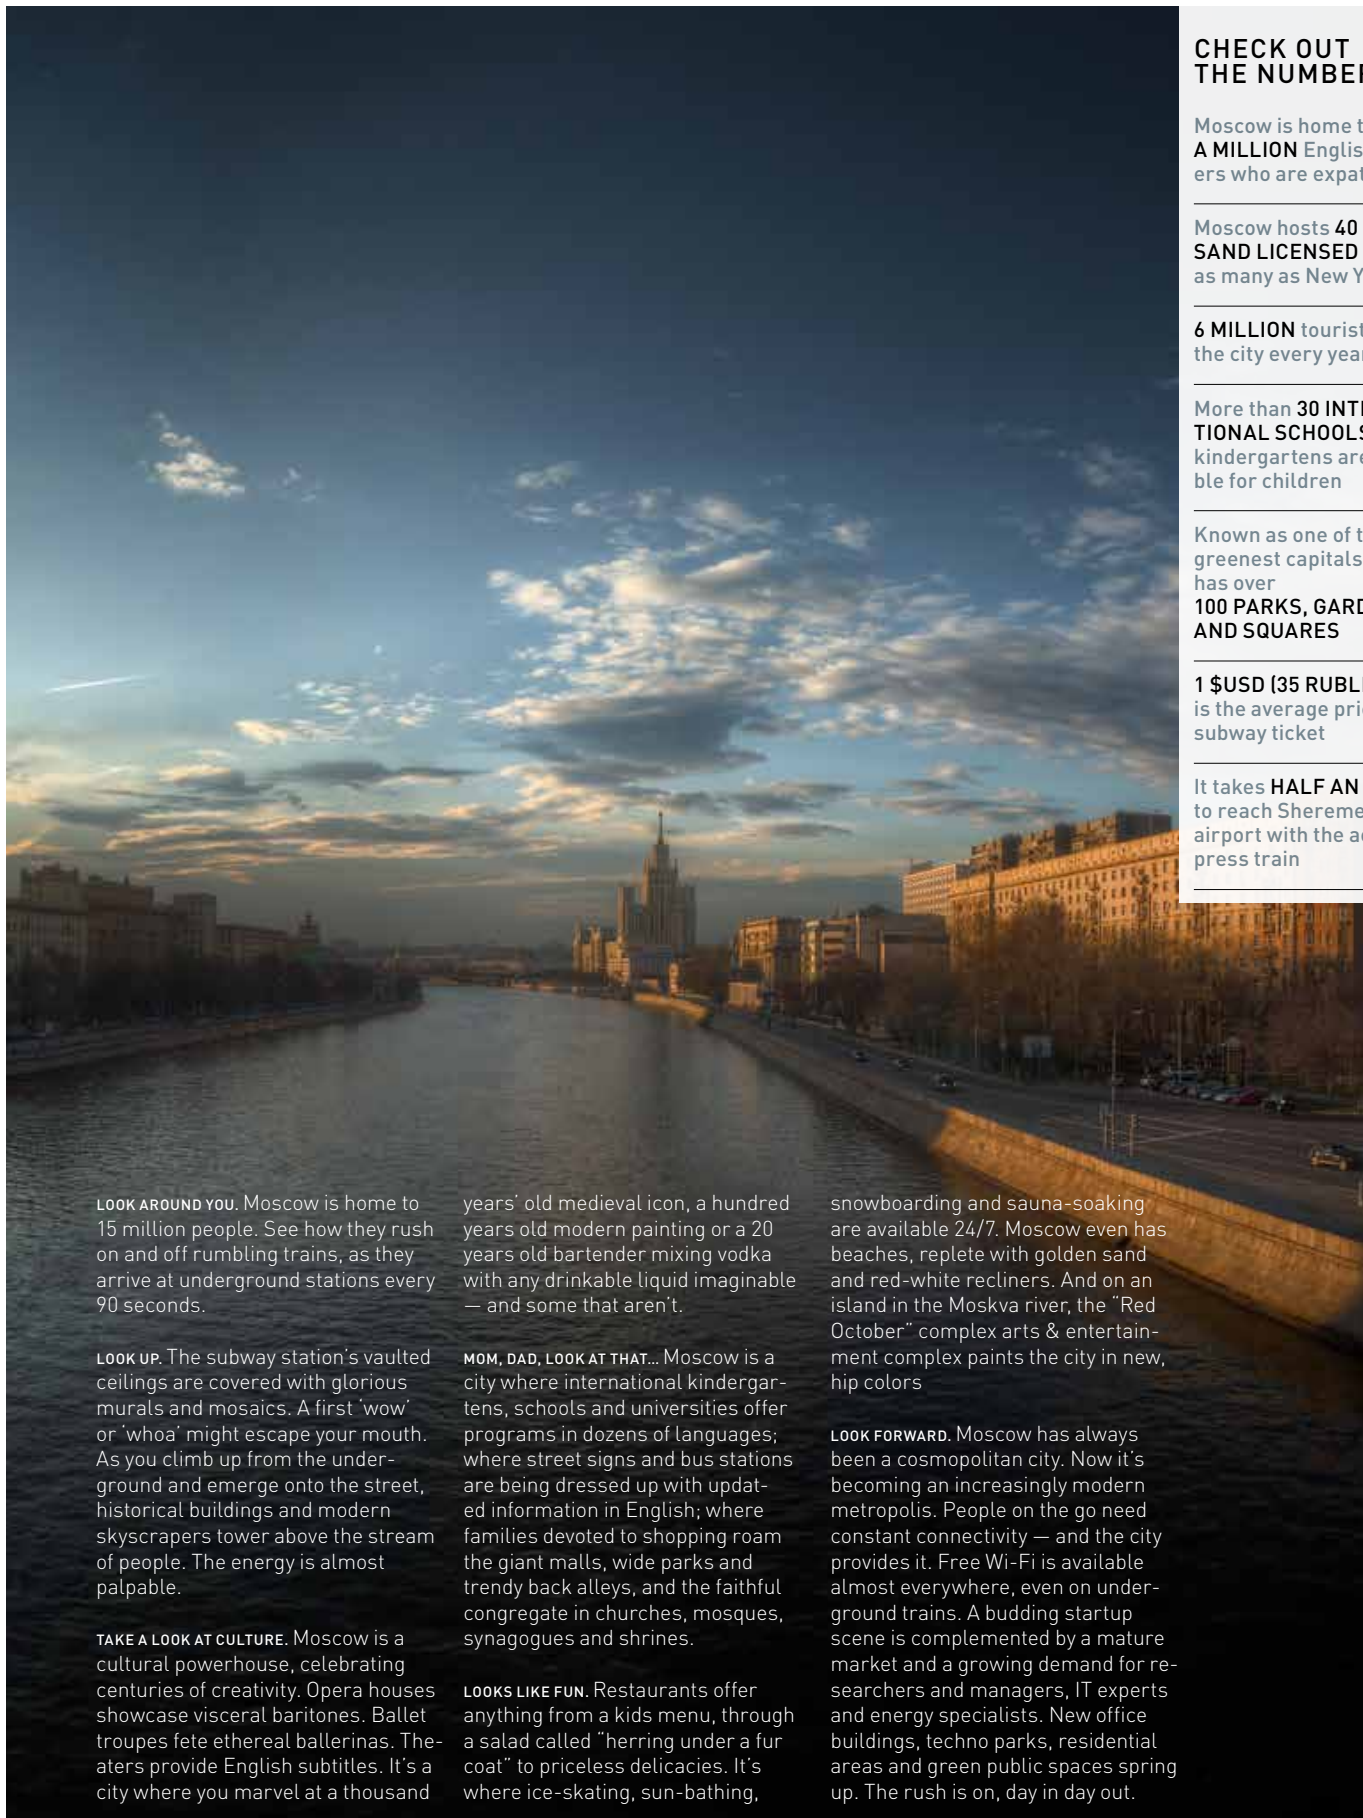 CHECK OUT
THE NUMBER
Moscow is home t
A MILLION Englis
ers who are expat
Moscow hosts 40
SAND LICENSED
as many as New Y
6 MILLION tourist
the city every year
More than 30 INTE
TIONAL SCHOOLS
kindergartens are
ble for children
Known as one of t
greenest capitals
has over
100 PARKS, GARD
AND SQUARES
1 $USD (35 RUBL
is the average pri
subway ticket
It takes HALF AN
to reach Shereme
airport with the ae
press train
LOOK AROUND YOU. Moscow is home to
15 million people. See how they rush
on and off rumbling trains, as they
arrive at underground stations every
90 seconds.
LOOK UP. The subway station's vaulted
ceilings are covered with glorious
murals and mosaics. A first 'wow'
or 'whoa' might escape your mouth.
As you climb up from the under-
ground and emerge onto the street,
historical buildings and modern
skyscrapers tower above the stream
of people. The energy is almost
palpable.
TAKE A LOOK AT CULTURE. Moscow is a
cultural powerhouse, celebrating
centuries of creativity. Opera houses
showcase visceral baritones. Ballet
troupes fete ethereal ballerinas. The-
aters provide English subtitles. It's a
city where you marvel at a thousand
years' old medieval icon, a hundred
years old modern painting or a 20
years old bartender mixing vodka
with any drinkable liquid imaginable
— and some that aren't.
MOM, DAD, LOOK AT THAT... Moscow is a
city where international kindergar-
tens, schools and universities offer
programs in dozens of languages;
where street signs and bus stations
are being dressed up with updat-
ed information in English; where
families devoted to shopping roam
the giant malls, wide parks and
trendy back alleys, and the faithful
congregate in churches, mosques,
synagogues and shrines.
LOOKS LIKE FUN. Restaurants offer
anything from a kids menu, through
a salad called "herring under a fur
coat" to priceless delicacies. It's
where ice-skating, sun-bathing,
snowboarding and sauna-soaking
are available 24/7. Moscow even has
beaches, replete with golden sand
and red-white recliners. And on an
island in the Moskva river, the "Red
October" complex arts & entertain-
ment complex paints the city in new,
hip colors
LOOK FORWARD. Moscow has always
been a cosmopolitan city. Now it's
becoming an increasingly modern
metropolis. People on the go need
constant connectivity — and the city
provides it. Free Wi-Fi is available
almost everywhere, even on under-
ground trains. A budding startup
scene is complemented by a mature
market and a growing demand for re-
searchers and managers, IT experts
and energy specialists. New office
buildings, techno parks, residential
areas and green public spaces spring
up. The rush is on, day in day out.